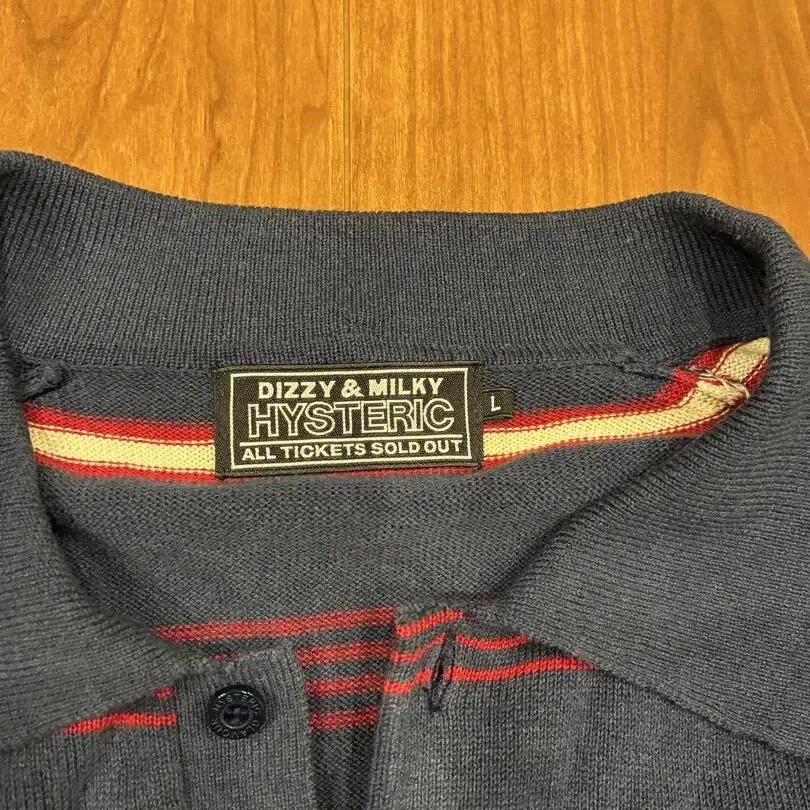 DIZZY & MILKY
HYSTERIC
ALL TICKETS SOLD OUT
L